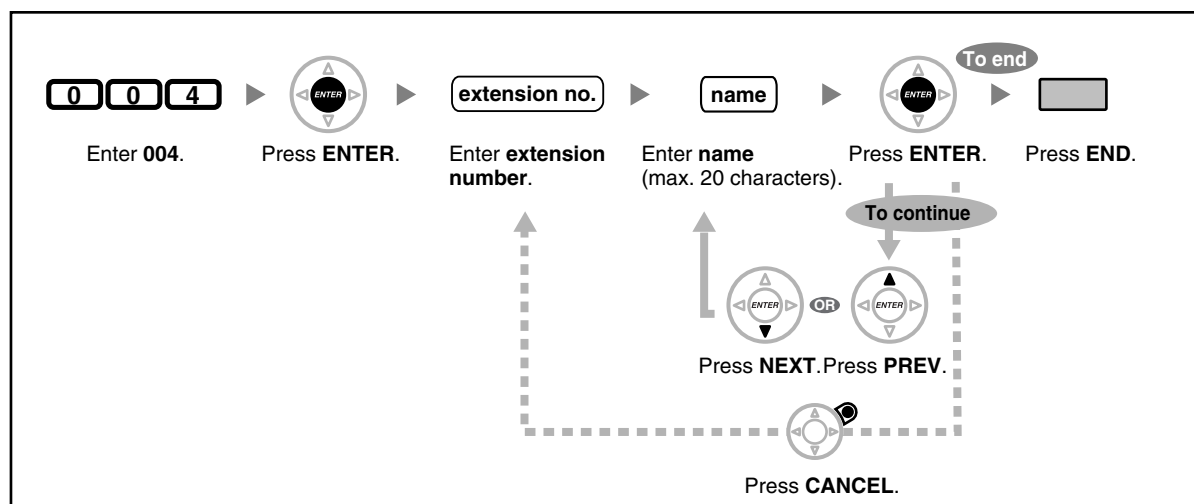 To end
0 0 4
ENTER
extension no.
name
ENTER
Enter 004.
Press ENTER.
Enter extension
number.
Enter name
(max. 20 characters).
Press ENTER.
Press END.
To continue
ENTER
OR
ENTER
Press NEXT.
Press PREV.
Press CANCEL.